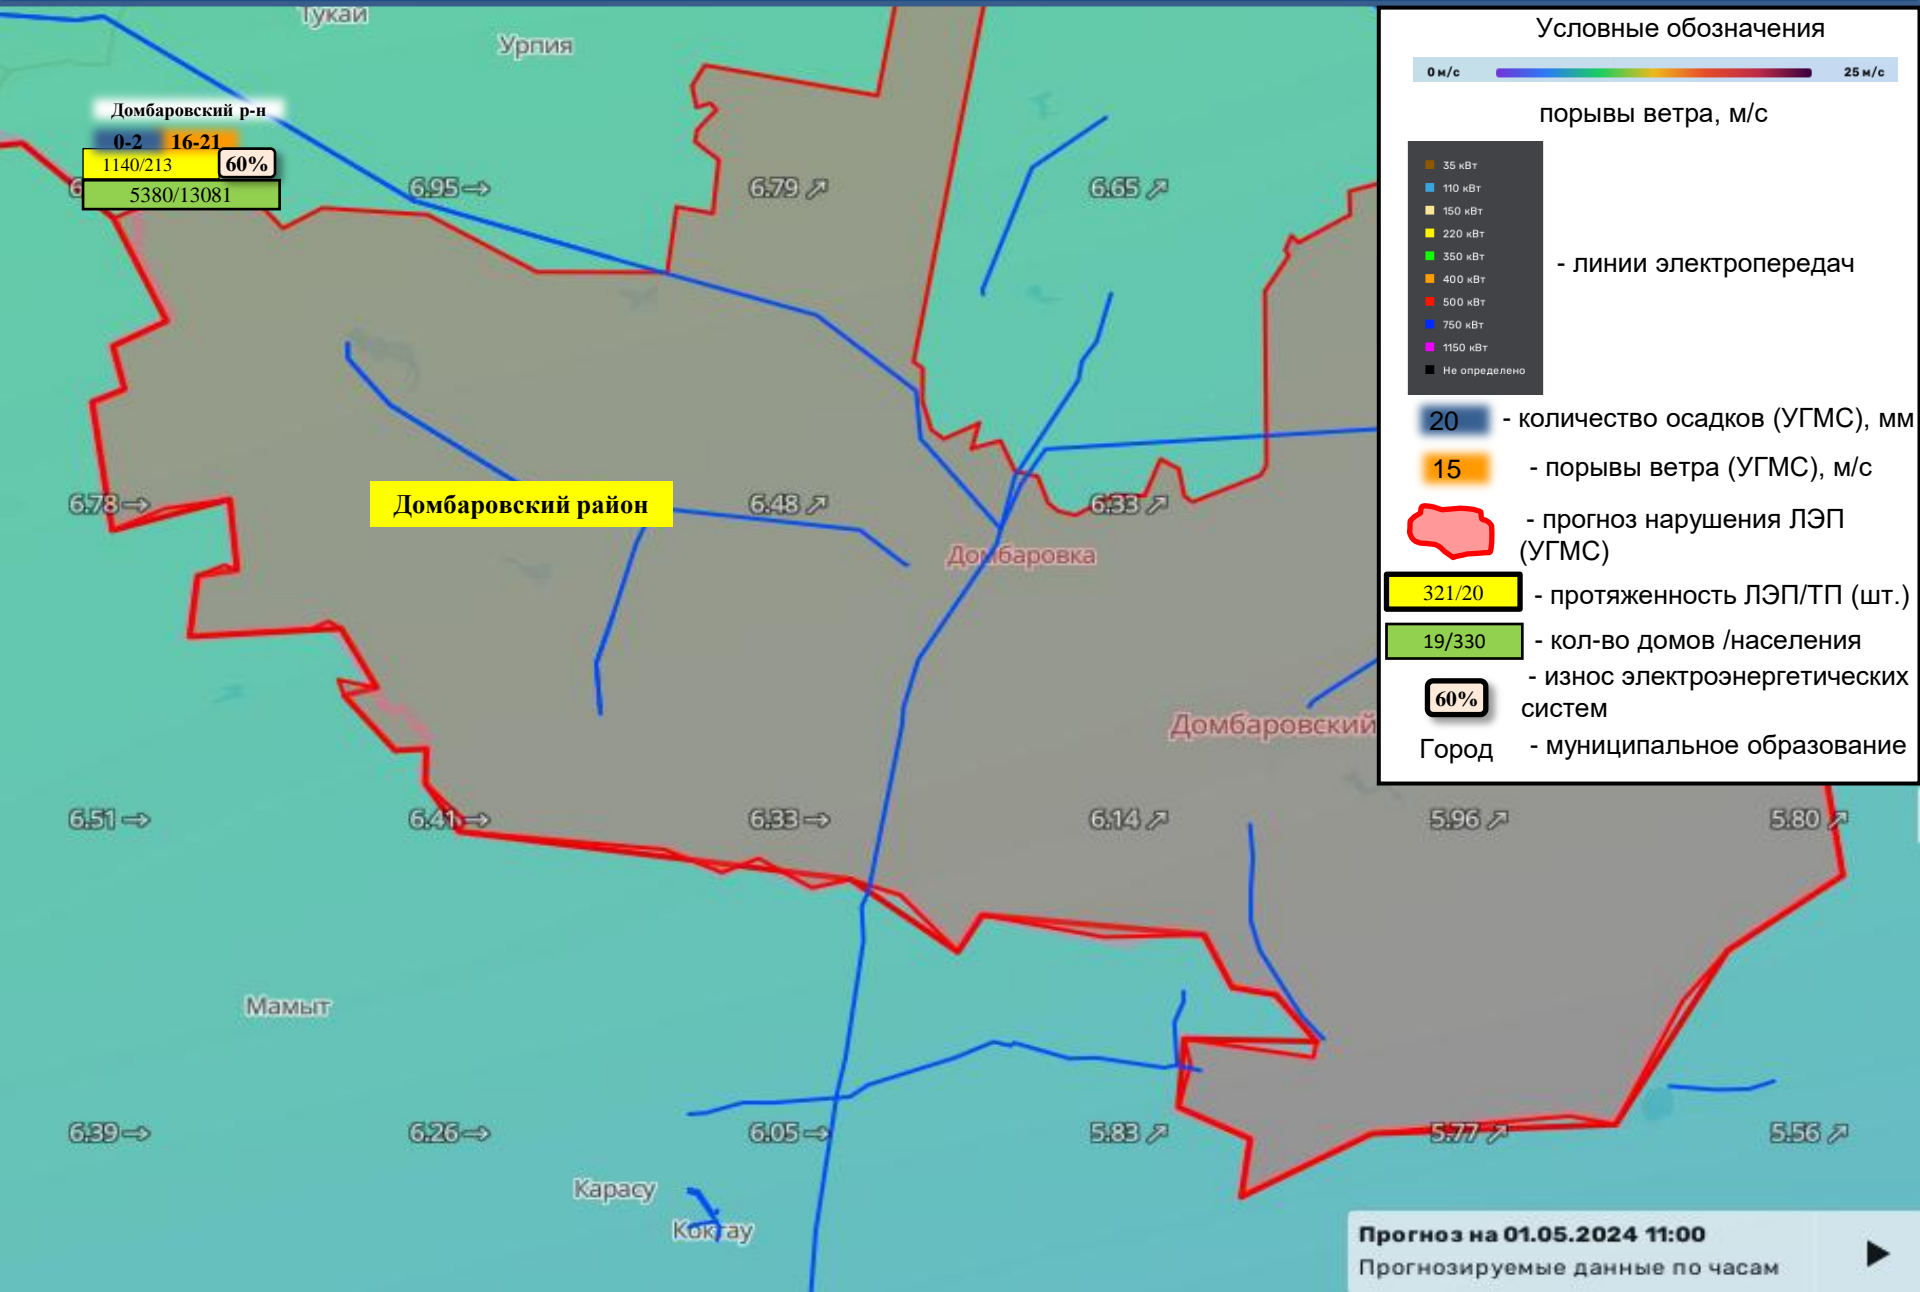 Тукай
Урпия
Домбаровский р-н
0-2 16-21
1140/213 60%
5380/13081
6.95
6.79
6.65
Домбаровский район
6.78
6.48
6.33
Домбаровка
Домбаровский
6.51
6.41
6.33
6.14
5.96
5.80
Мамыт
6.39
6.26
6.05
5.83
5.77
5.56
Карасу
Коктау
Условные обозначения
0 м/с 25 м/с
порывы ветра, м/с
35 кВт
110 кВт
150 кВт
220 кВт
350 кВт
400 кВт
500 кВт
750 кВт
1150 кВт
Не определено
- линии электропередач
20 - количество осадков (УГМС), мм
15 - порывы ветра (УГМС), м/с
- прогноз нарушения ЛЭП
(УГМС)
321/20 - протяженность ЛЭП/ТП (шт.)
19/330 - кол-во домов /населения
60% - износ электроэнергетических
систем
Город - муниципальное образование
Прогноз на 01.05.2024 11:00
Прогнозируемые данные по часам